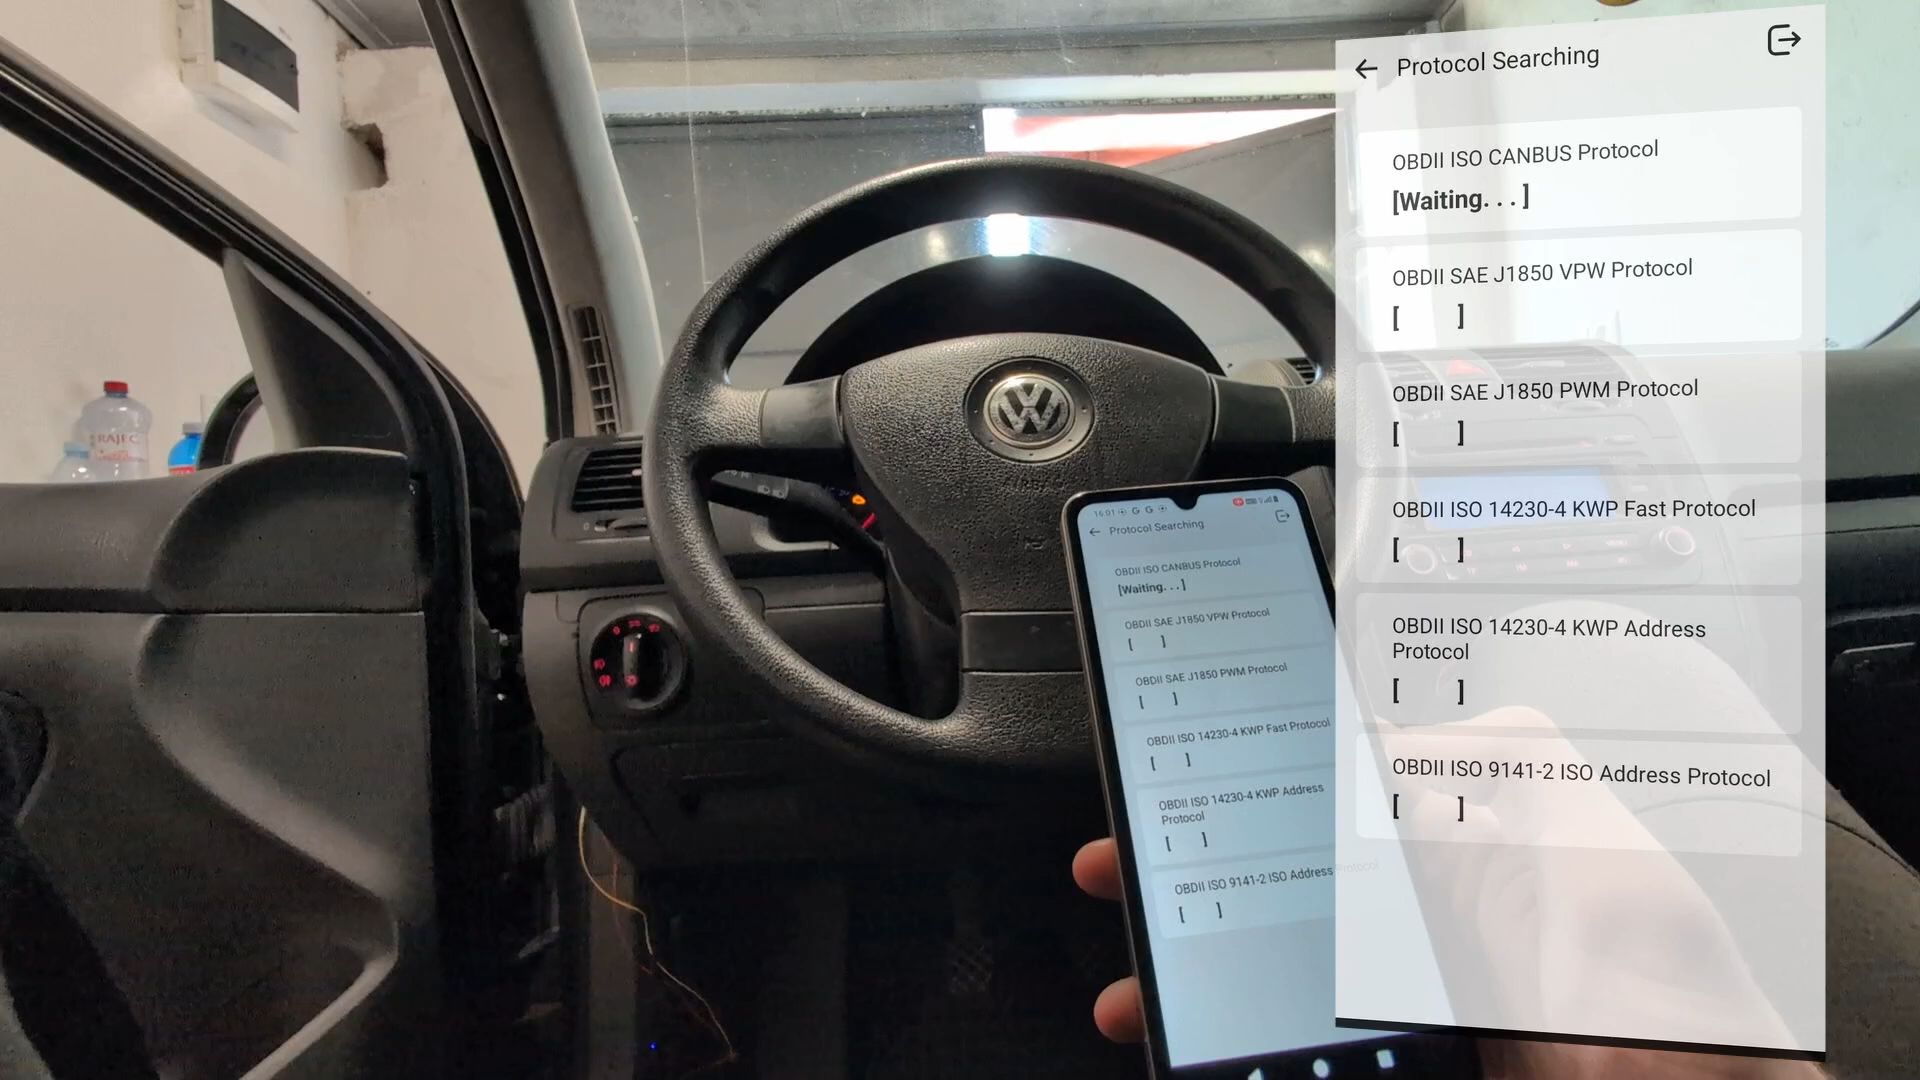 Protocol Searching
OBDII ISO CANBUS Protocol
[Waiting. . . ]
OBDII SAE J1850 VPW Protocol
[ ]
OBDII SAE J1850 PWM Protocol
[ ]
OBDII ISO 14230-4 KWP Fast Protocol
[ ]
OBDII ISO 14230-4 KWP Address
Protocol
[ ]
OBDII ISO 9141-2 ISO Address Protocol
[ ]
RAJEC
AIRBAG
16:01
Protocol Searching
OBDII ISO CANBUS Protocol
[Waiting. . . ]
OBDII SAE J1850 VPW Protocol
[ ]
OBDII SAE J1850 PWM Protocol
[ ]
OBDII ISO 14230-4 KWP Fast Protocol
[ ]
OBDII ISO 14230-4 KWP Address
Protocol
[ ]
OBDII ISO 9141-2 ISO Address Protocol
[ ]